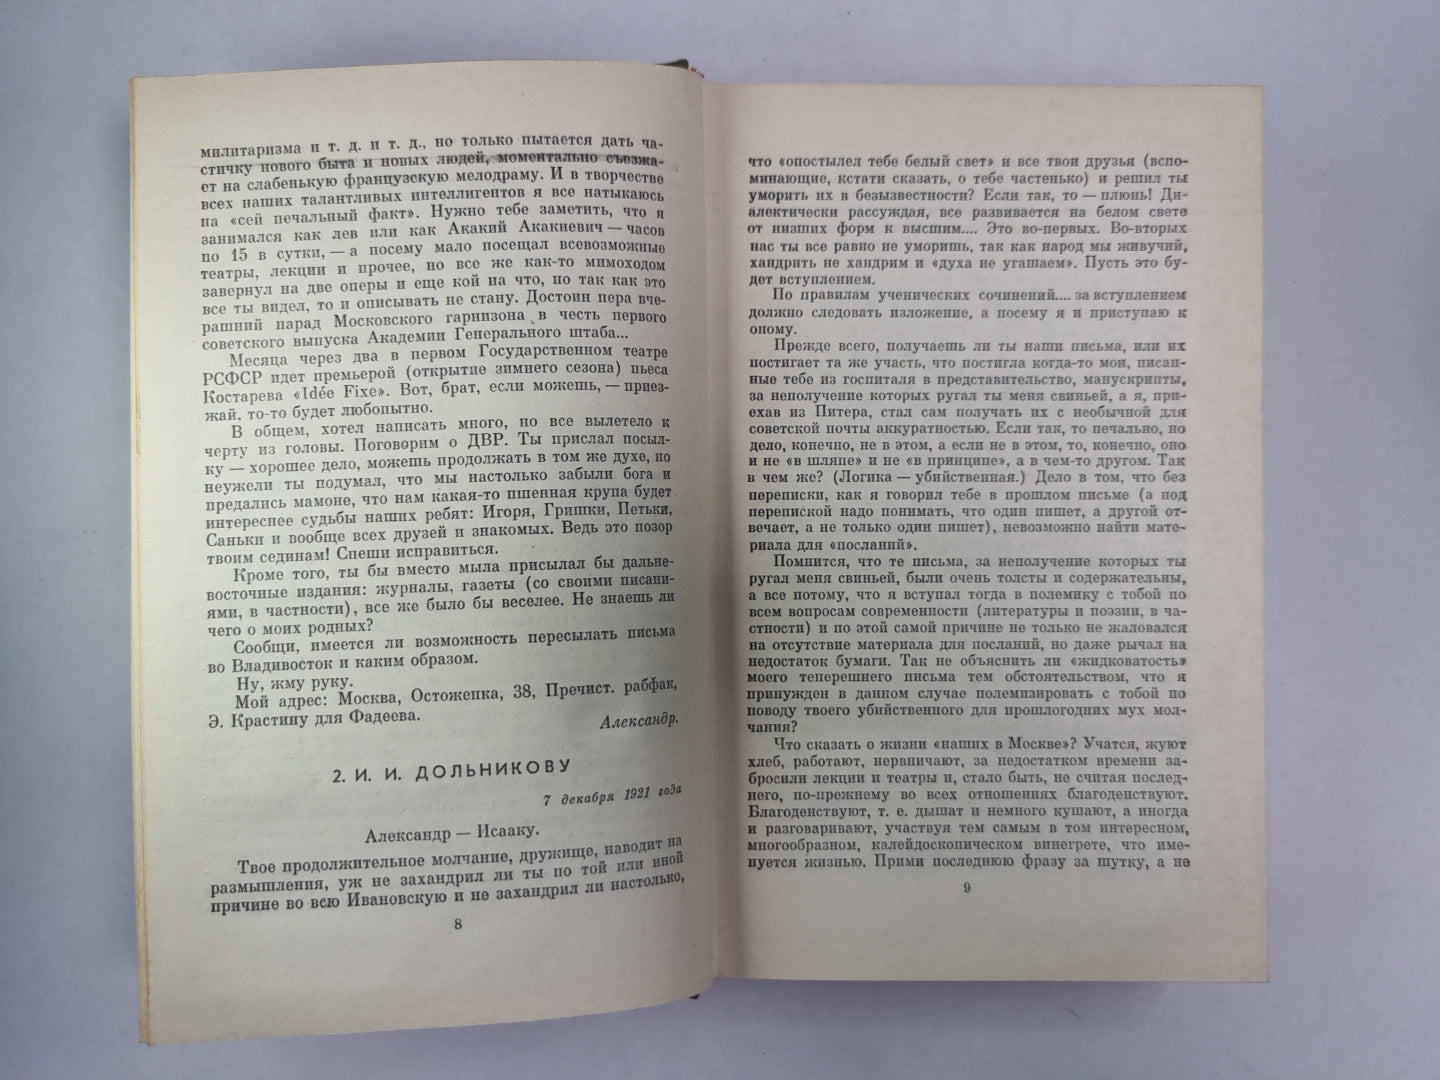 милитаризма и т. д. и т. д., но только пытается дать ча-
стичку нового быта и новых людей, моментально съезжа-
ет на слабенькую французскую мелодраму. И в творчестве
всех наших талантливых интеллигентов я все натыкаюсь
на «сей печальный факт». Нужно тебе заметить, что я
занимался как лев или как Акакий Акакиевич — часов
по 15 в сутки, — а посему мало посещал всевозможные
театры, лекции и прочее, но все же как-то мимоходом
завернул на две оперы и еще кой на что, но так как это
все ты видел, то и описывать не стану. Достоин пера вче-
рашний парад Московского гарнизона в честь первого
советского выпуска Академии Генерального штаба...
Месяца через два в первом Государственном театре
РСФСР идет премьерой (открытие зимнего сезона) пьеса
Костарева «Idée Fixe». Вот, брат, если можешь, — приез-
жай, то-то будет любопытно.
В общем, хотел написать много, но все вылетело к
черту из головы. Поговорим о ДВР. Ты прислал посыл-
ку — хорошее дело, можешь продолжать в том же духе, но
неужели ты подумал, что мы настолько забыли бога и
предались мамоне, что нам какая-то пшенная крупа будет
интереснее судьбы наших ребят: Игоря, Гришки, Петьки,
Саньки и вообще всех друзей и знакомых. Ведь это позор
твоим сединам! Спеши исправиться.
Кроме того, ты бы вместо мыла присылал бы дальне-
восточные издания: журналы, газеты (со своими писани-
ями, в частности), все же было бы веселее. Не знаешь ли
чего о моих родных?
Сообщи, имеется ли возможность пересылать письма
во Владивосток и каким образом.
Ну, жму руку.
Мой адрес: Москва, Остоженка, 38, Пречист. рабфак,
Э. Крастину для Фадеева.
Александр.
2. И. И. ДОЛЬНИКОВУ
7 декабря 1921 года
Александр — Исааку.
Твое продолжительное молчание, дружище, наводит на
размышления, уж не захандрил ли ты по той или иной
причине во всю Ивановскую и не захандрил ли настолько,
8
что «опостылел тебе белый свет» и все твои друзья (вспо-
минающие, кстати сказать, о тебе частенько) и решил ты
уморить их в безызвестности? Если так, то — плюнь! Ди-
алектически рассуждая, все развивается на белом свете
от низших форм к высшим.... Это во-первых. Во-вторых
нас ты все равно не уморишь, так как народ мы живучий,
хандрить не хандрим и «духа не угашаем». Пусть это бу-
дет вступлением.
По правилам ученических сочинений.... за вступлением
должно следовать изложение, а посему я и приступаю к
оному.
Прежде всего, получаешь ли ты наши письма, или их
постигает та же участь, что постигла когда-то мои, писан-
ные тебе из госпиталя в представительство, манускрипты,
за неполучение которых ругал ты меня свиньей, а я, при-
ехав из Питера, стал сам получать их с необычной для
советской почты аккуратностью. Если так, то печально, но
дело, конечно, не в этом, а если не в этом, то, конечно, оно
и не «в шляпе» и не «в принципе», а в чем-то другом. Так
в чем же? (Логика — убийственная.) Дело в том, что без
переписки, как я говорил тебе в прошлом письме (а под
перепиской надо понимать, что один пишет, а другой от-
вечает, а не только один пишет), невозможно найти мате-
риала для «посланий».
Помнится, что те письма, за неполучение которых ты
ругал меня свиньей, были очень толсты и содержательны,
а все потому, что я вступал тогда в полемику с тобой по
всем вопросам современности (литературы и поэзии, в ча-
стности) и по этой самой причине не только не жаловался
на отсутствие материала для посланий, но даже рычал на
недостаток бумаги. Так не объяснить ли «жидковатость»
моего теперешнего письма тем обстоятельством, что я
принужден в данном случае полемизировать с тобой по
поводу твоего убийственного для прошлогодних мух мол-
чания?
Что сказать о жизни «наших в Москве»? Учатся, жуют
хлеб, работают, нервничают, за недостатком времени за-
бросили лекции и театры и, стало быть, не считая послед-
него, по-прежнему во всех отношениях благоденствуют.
Благоденствуют, т. е. дышат и немного кушают, а иногда
и разговаривают, участвуя тем самым в том интересном,
многообразном, калейдоскопическом винегрете, что име-
нуется жизнью. Прими последнюю фразу за шутку, а не
9